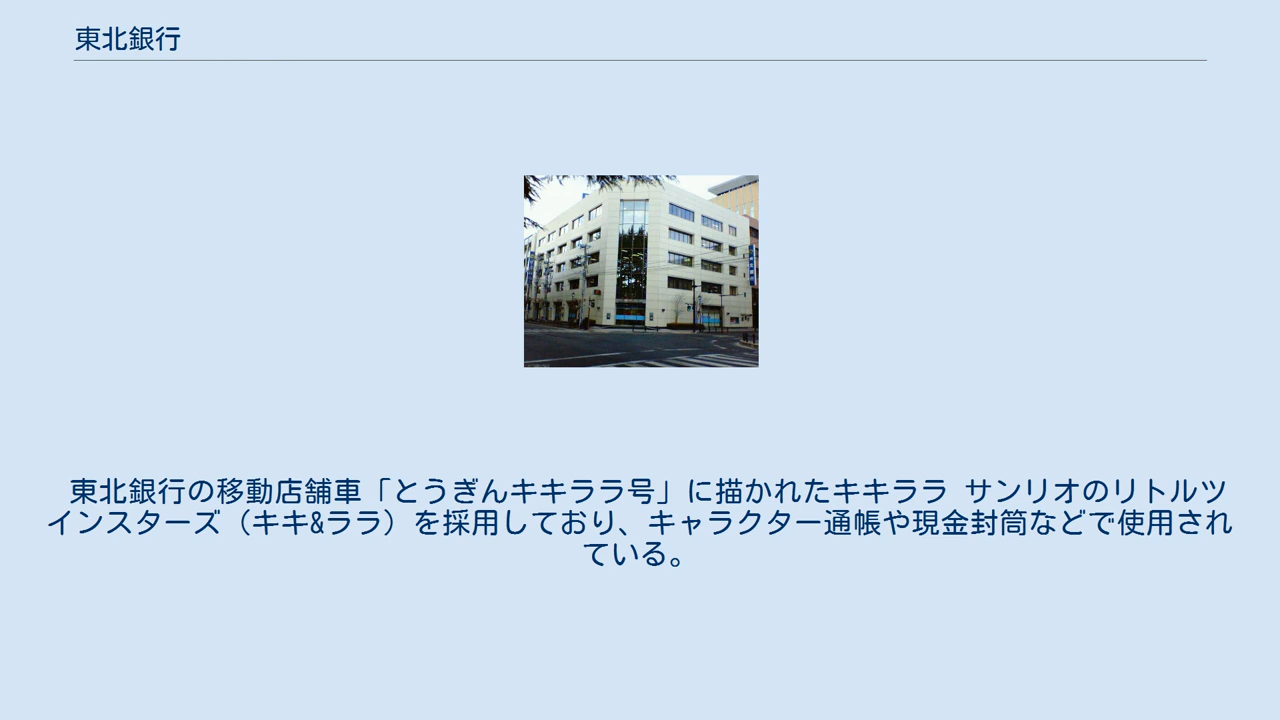 東北銀行
東北銀行の移動店舗車「とうぎんキキララ号」に描かれたキキララ サンリオのリトルツ
インスターズ（キキ&ララ）を採用しており、キャラクター通帳や現金封筒などで使用され
ている。